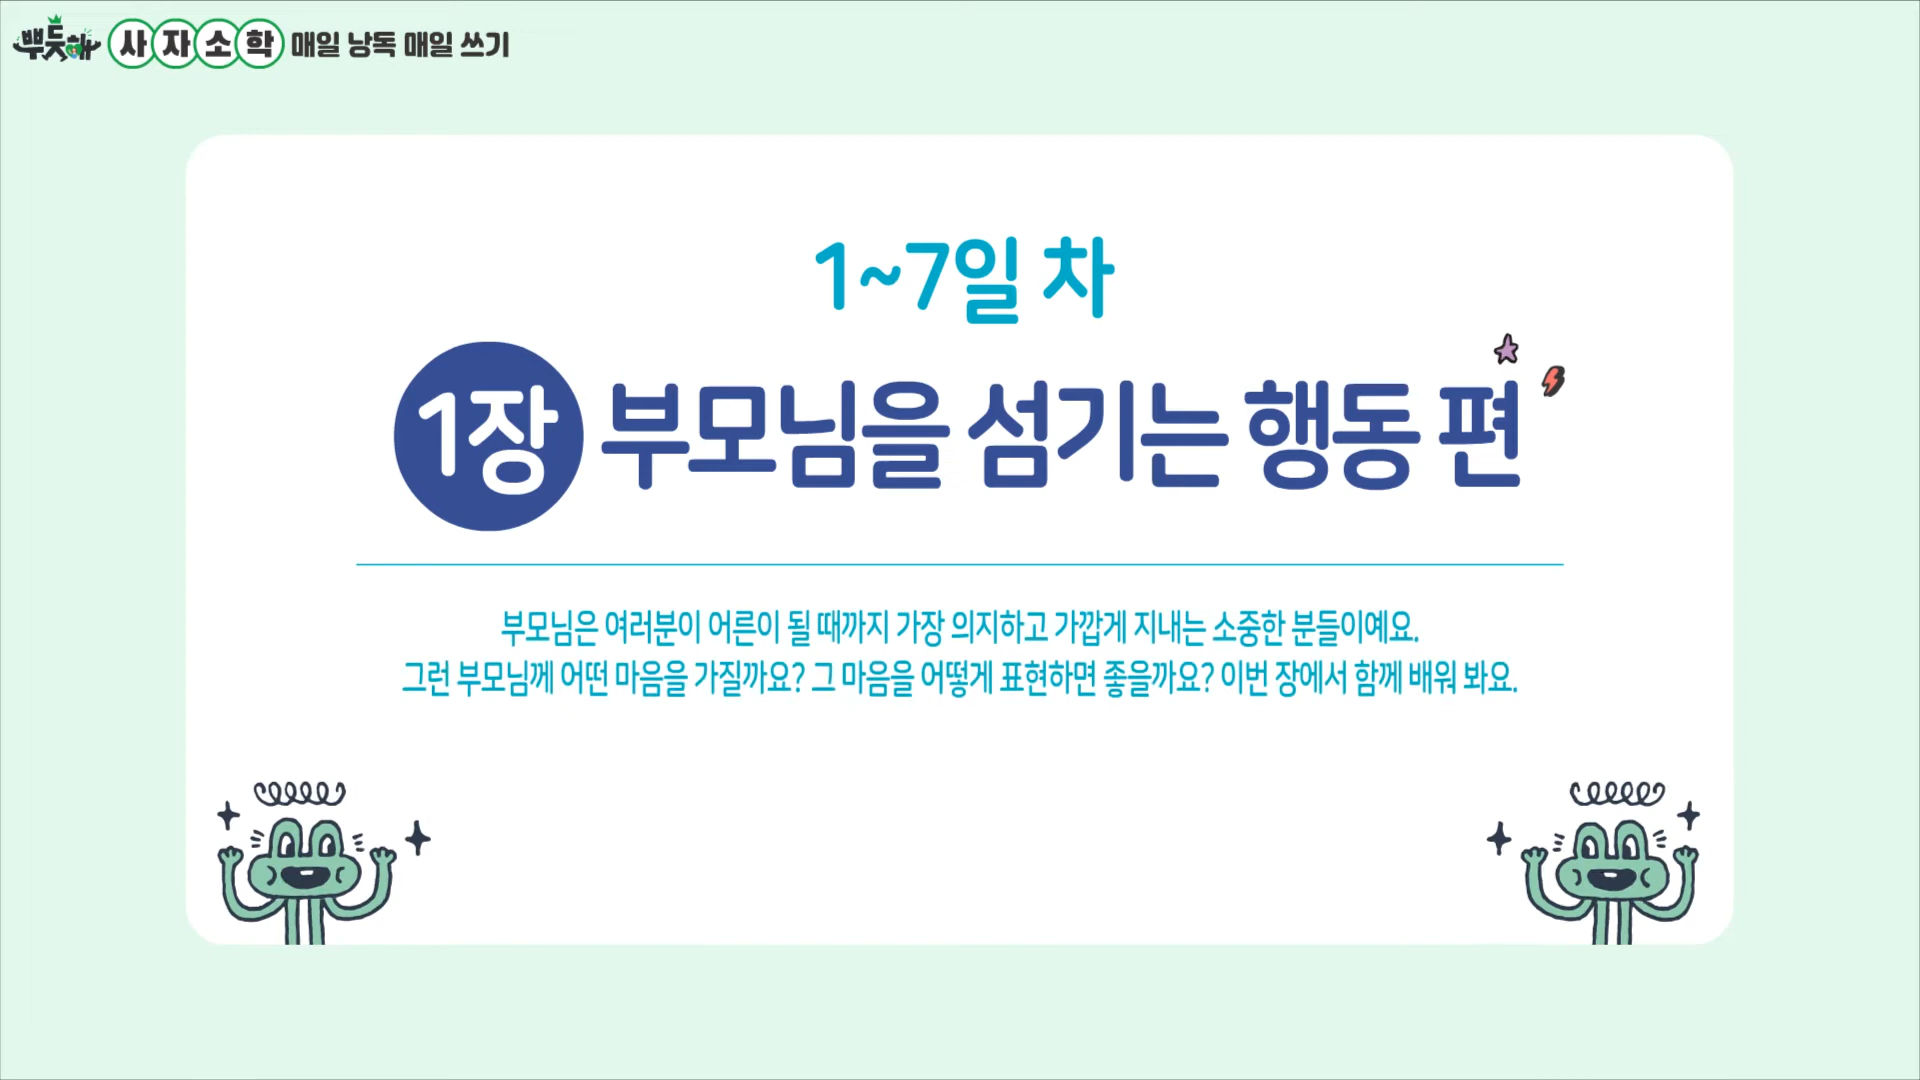 뿌듯해 사자소학 매일 낭독 매일 쓰기
1~7일 차
1장 부모님을 섬기는 행동 편
부모님은 여러분이 어른이 될 때까지 가장 의지하고 가깝게 지내는 소중한 분들이예요.
그런 부모님께 어떤 마음을 가질까요? 그 마음을 어떻게 표현하면 좋을까요? 이번 장에서 함께 배워 봐요.